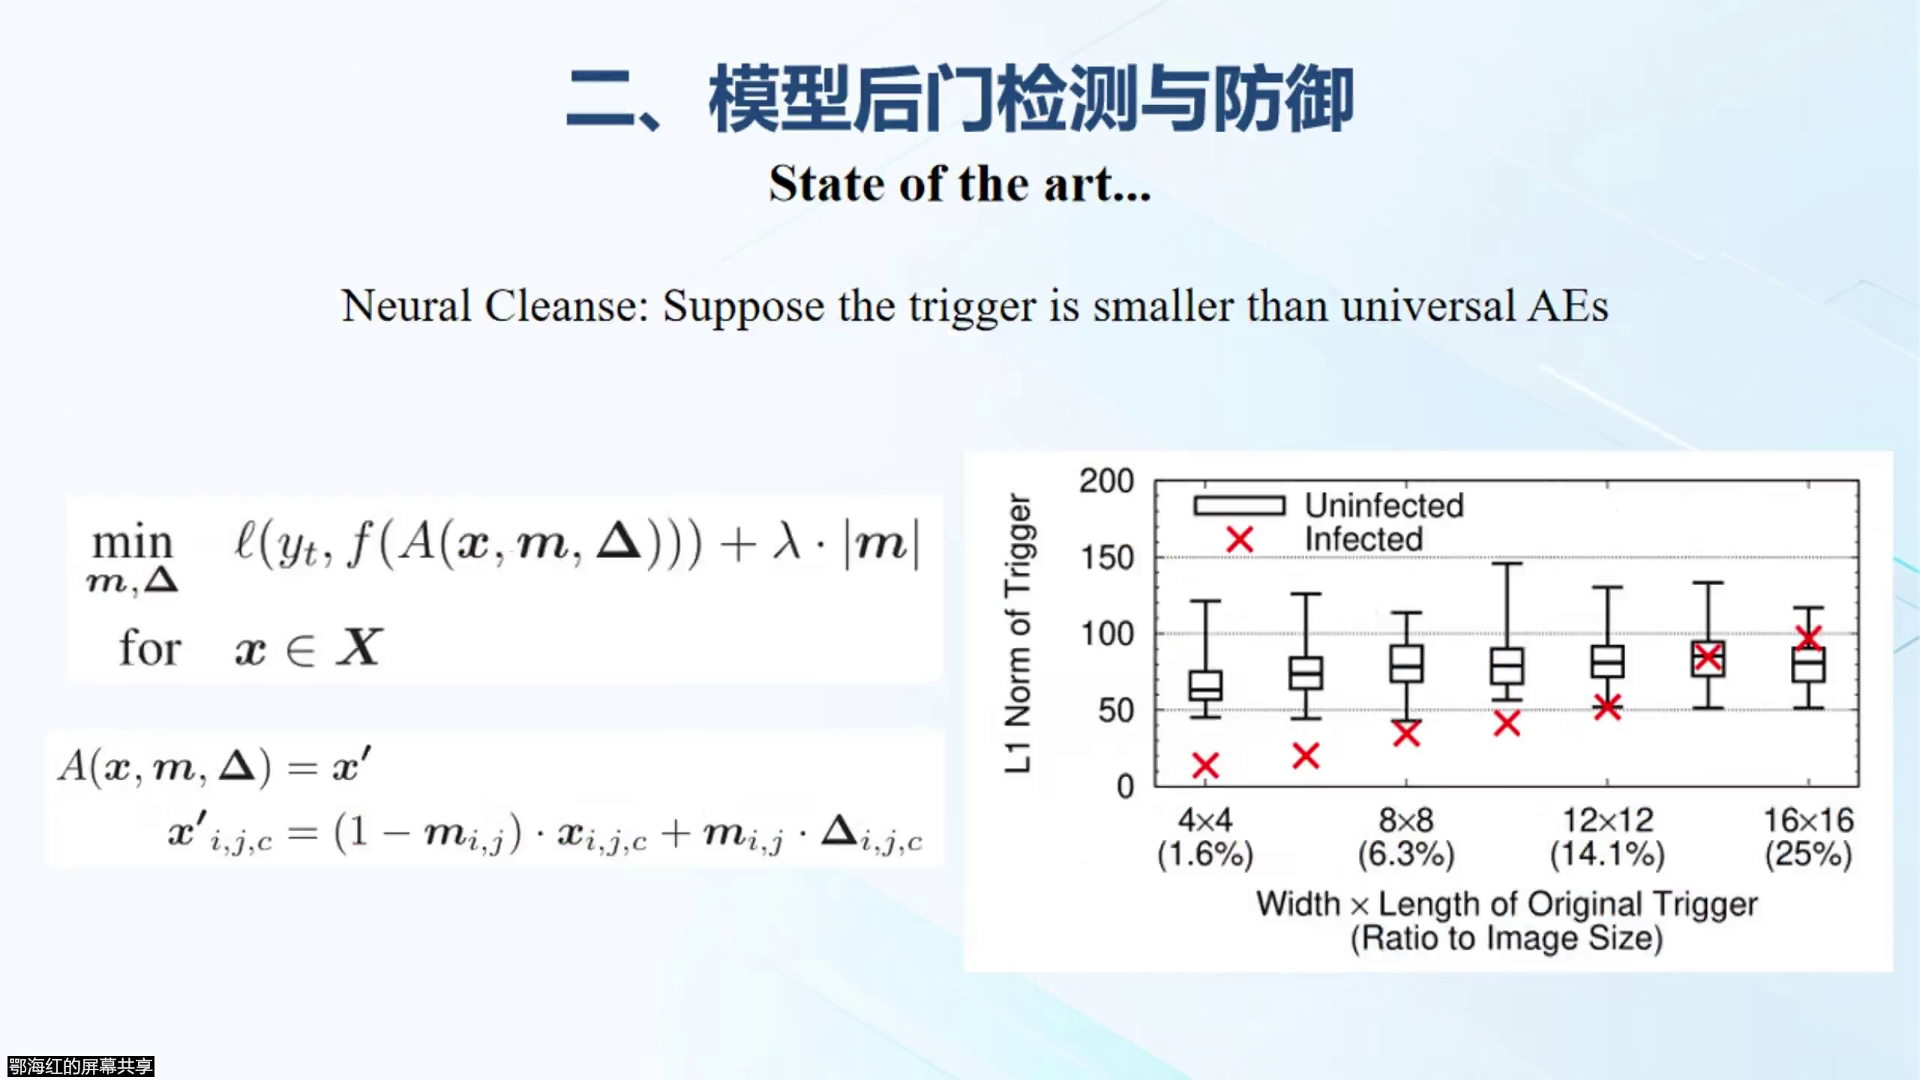 二、模型后门检测与防御
State of the art...
Neural Cleanse: Suppose the trigger is smaller than universal AEs
min ℓ(y_t, f(A(x, m, Δ))) + λ · |m|
m,Δ
for x ∈ X
A(x, m, Δ) = x′
x′_{i,j,c} = (1 − m_{i,j}) · x_{i,j,c} + m_{i,j} · Δ_{i,j,c}
L1 Norm of Trigger
200
150
100
50
0
Uninfected
Infected
4×4 8×8 12×12 16×16
(1.6%) (6.3%) (14.1%) (25%)
Width × Length of Original Trigger
(Ratio to Image Size)
鄂海红的屏幕共享